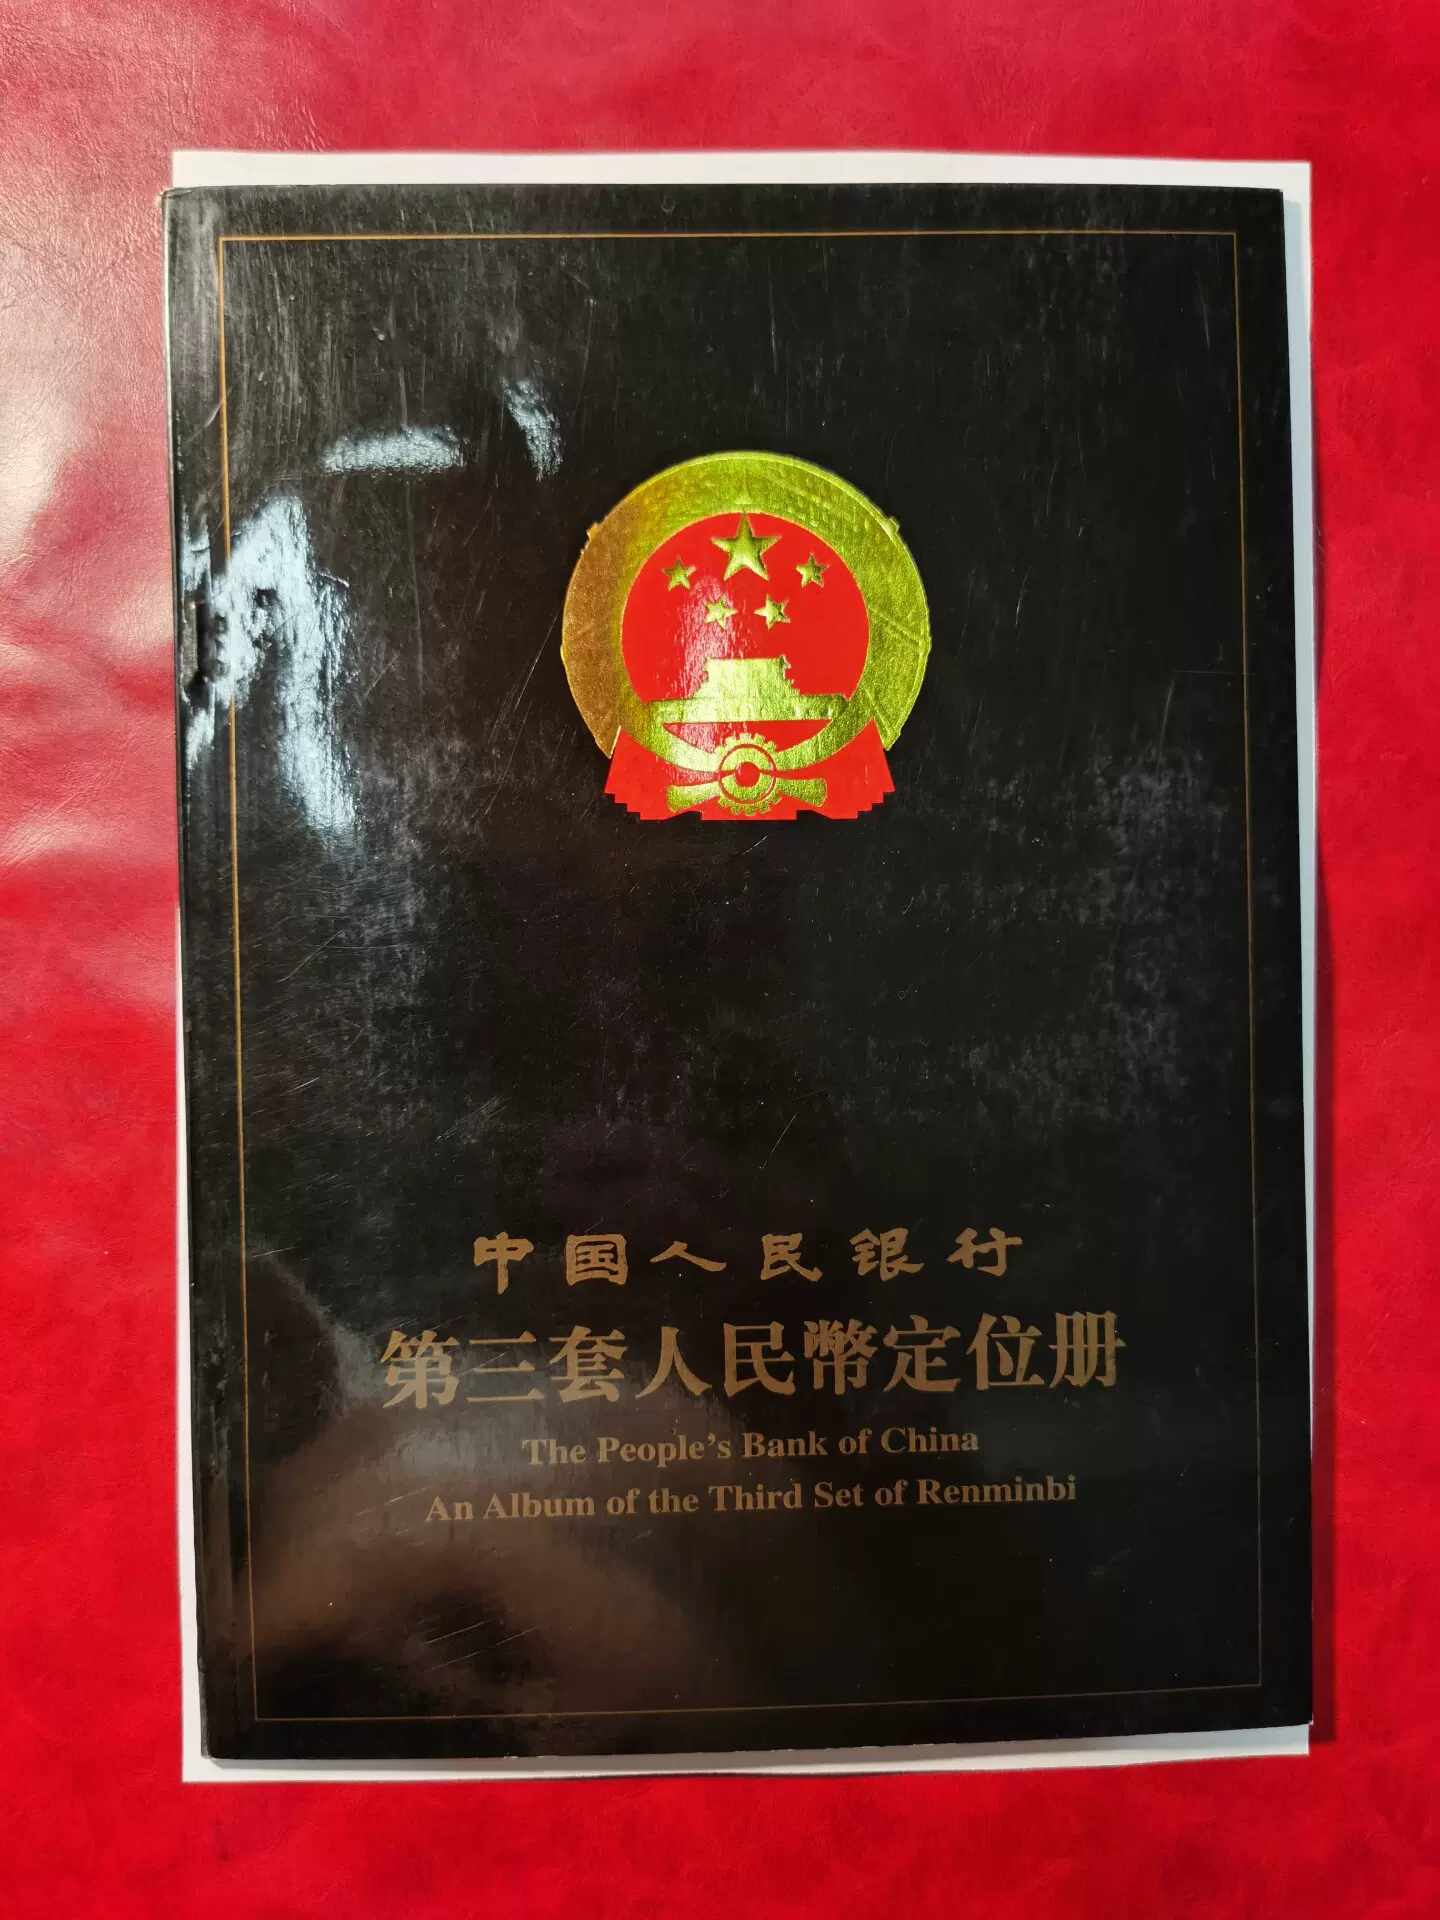 中国人民银行
第三套人民幣定位册
The People's Bank of China
An Album of the Third Set of Renminbi